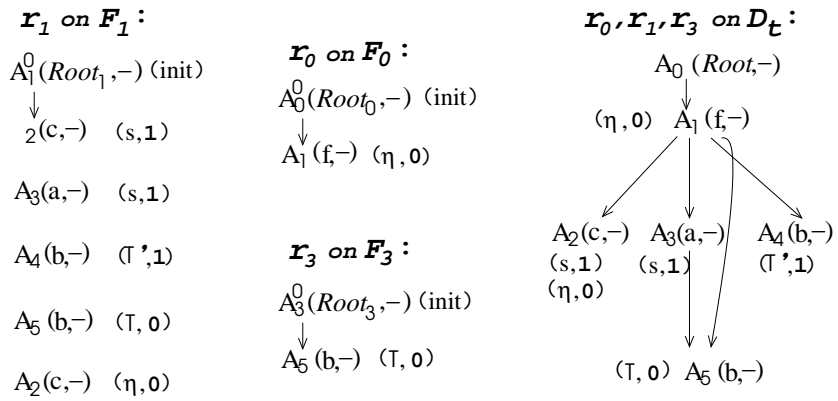 r₁ on F₁:
A⁰₁(Root₁,−) (init)
₂(c,−) (s,1)
A₃(a,−) (s,1)
A₄(b,−) (T',1)
A₅(b,−) (T,0)
A₂(c,−) (η,0)
r₀ on F₀:
A⁰₀(Root₀,−) (init)
A₁(f,−) (η,0)
r₃ on F₃:
A⁰₃(Root₃,−) (init)
A₅(b,−) (T,0)
r₀,r₁,r₃ on Dₜ:
A₀(Root,−)
(η,0) A₁(f,−)
A₂(c,−) A₃(a,−) A₄(b,−)
(s,1) (s,1) (T',1)
(η,0)
(T,0) A₅(b,−)